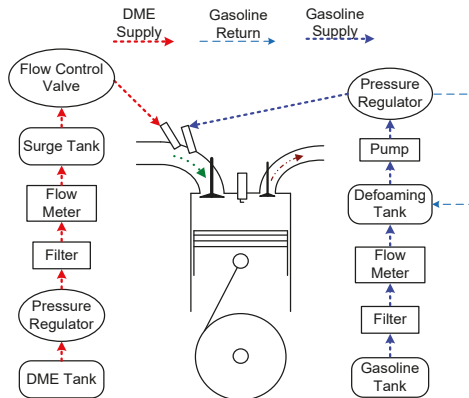 DME
Supply
Gasoline
Return
Gasoline
Supply
Flow Control
Valve
Surge Tank
Flow
Meter
Filter
Pressure
Regulator
DME Tank
Pressure
Regulator
Pump
Defoaming
Tank
Flow
Meter
Filter
Gasoline
Tank